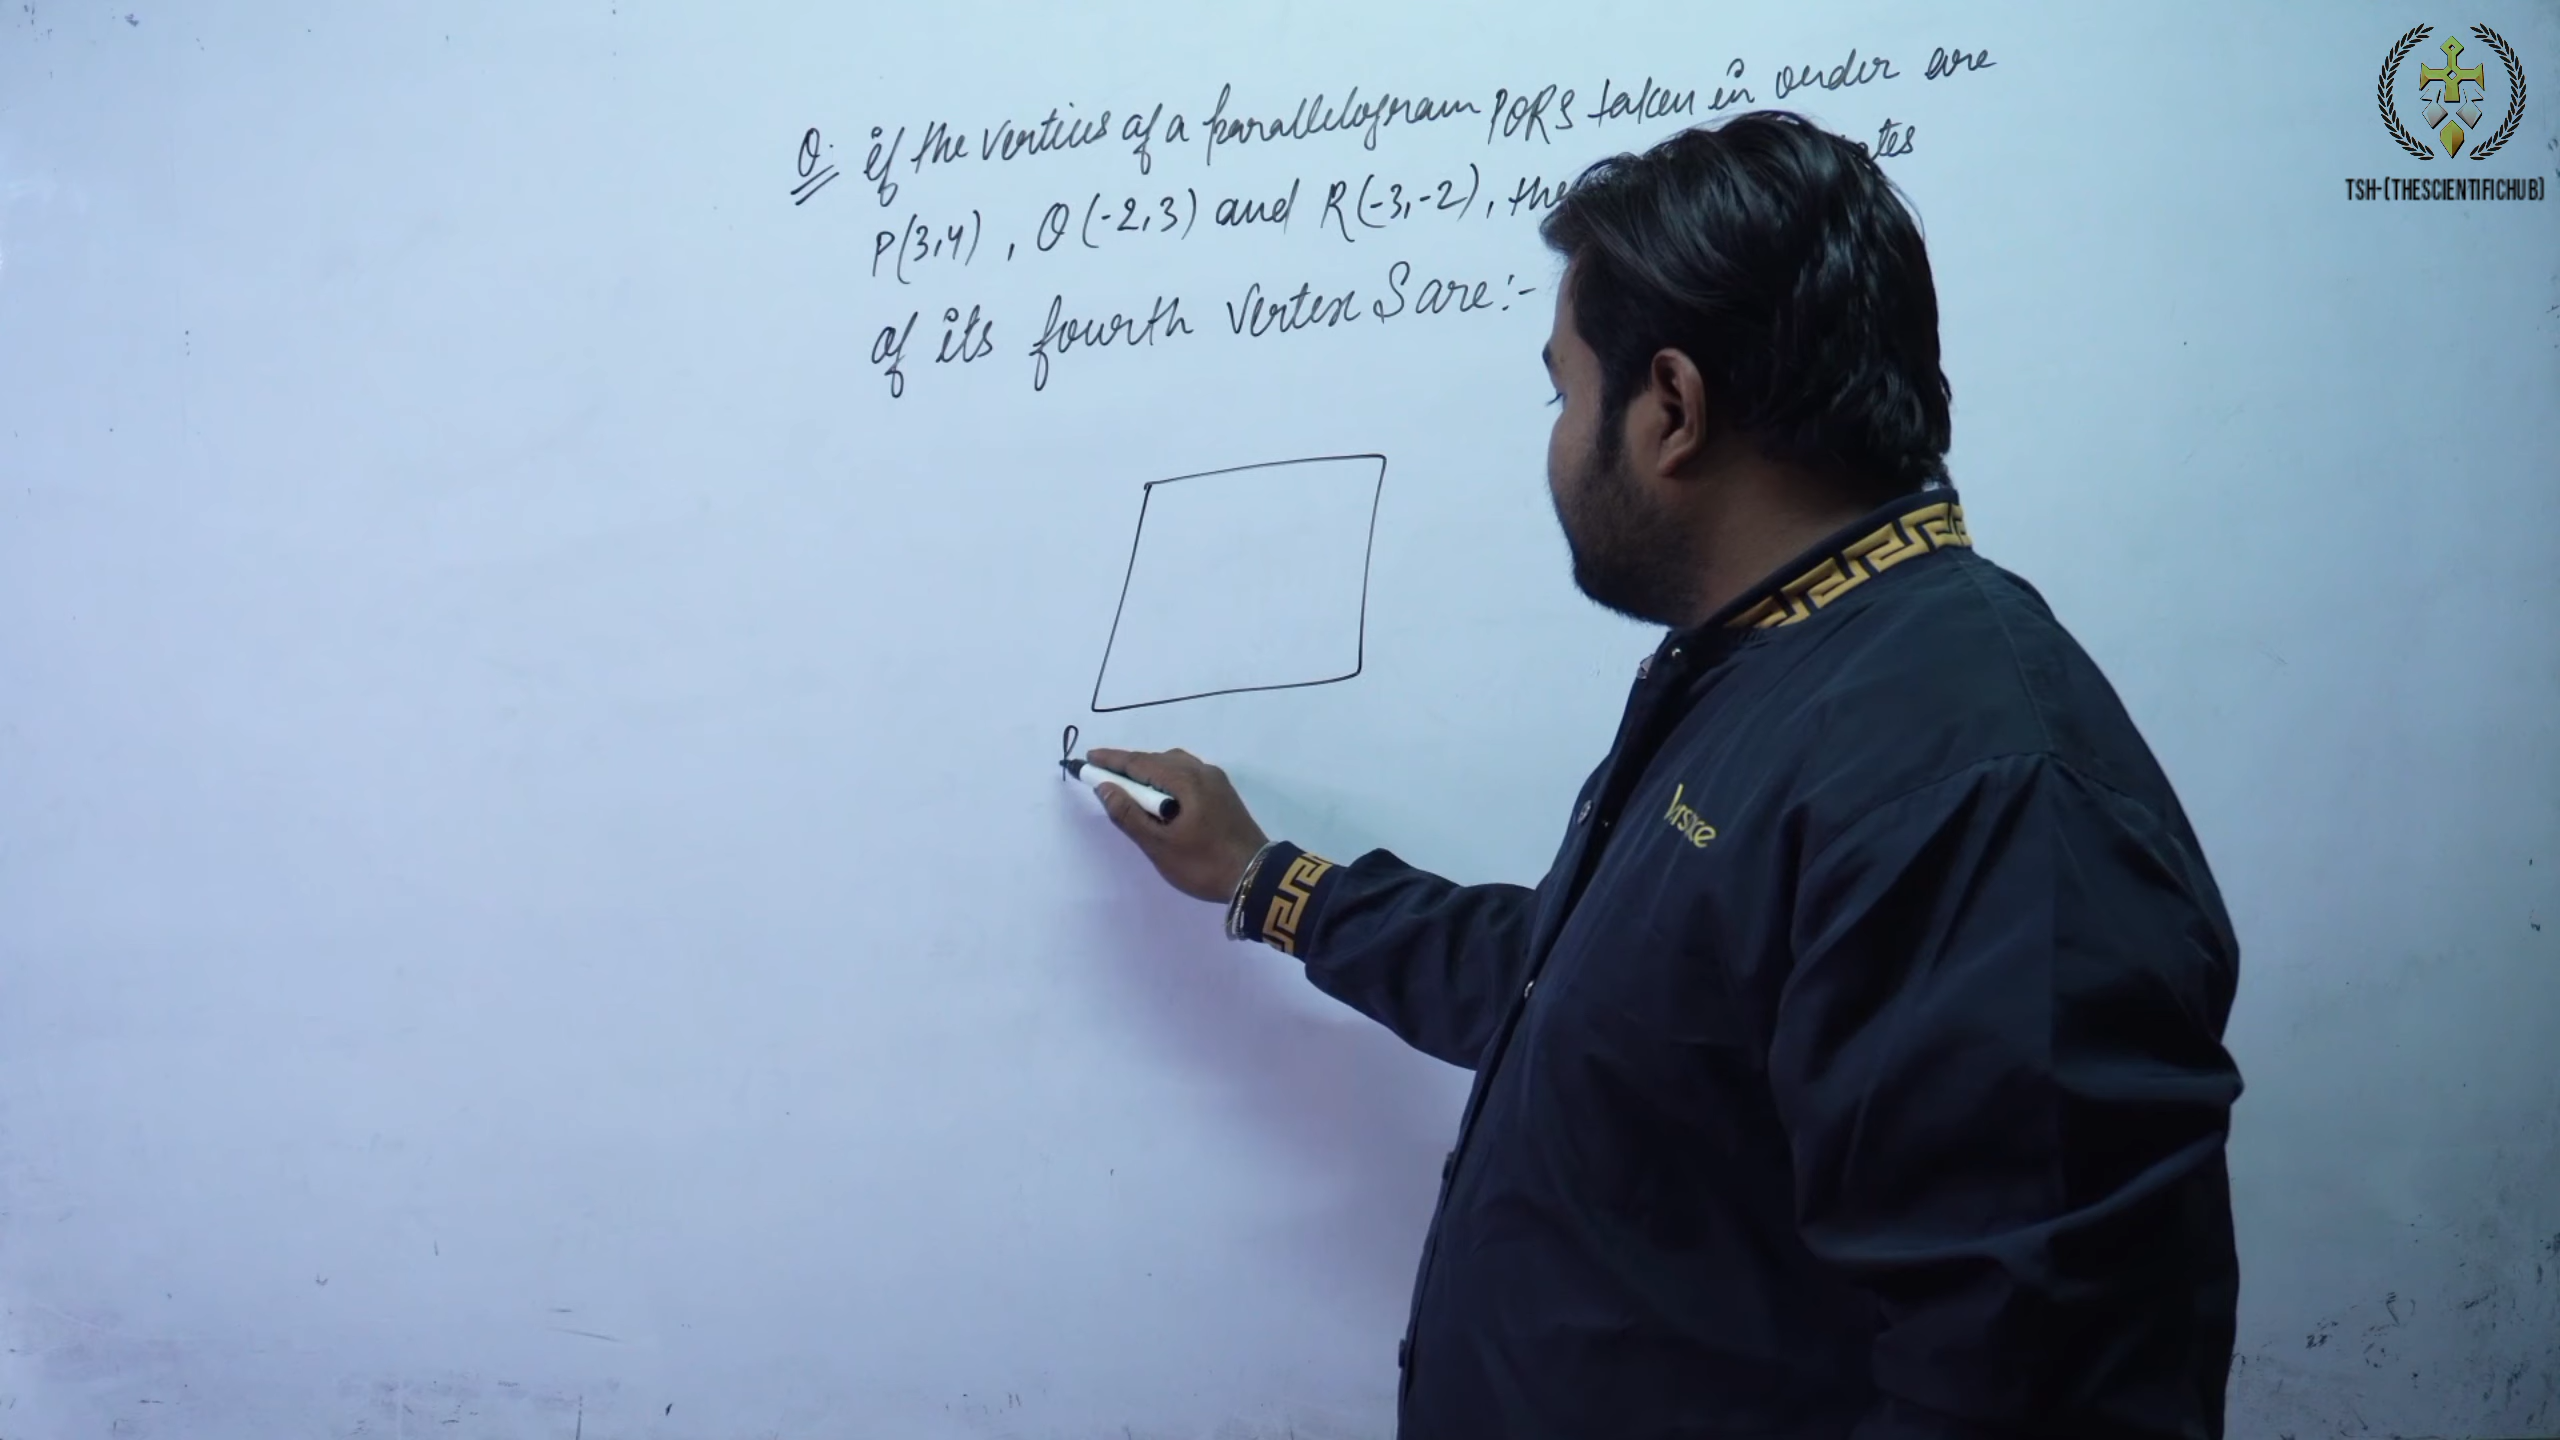 Q. if the vertices of a parallelogram PQRS taken in order are
P(3,4), Q(-2,3) and R(-3,-2), the
of its fourth vertex S are:-
P
Versace
TSH-(THESCIENTIFICHUB)